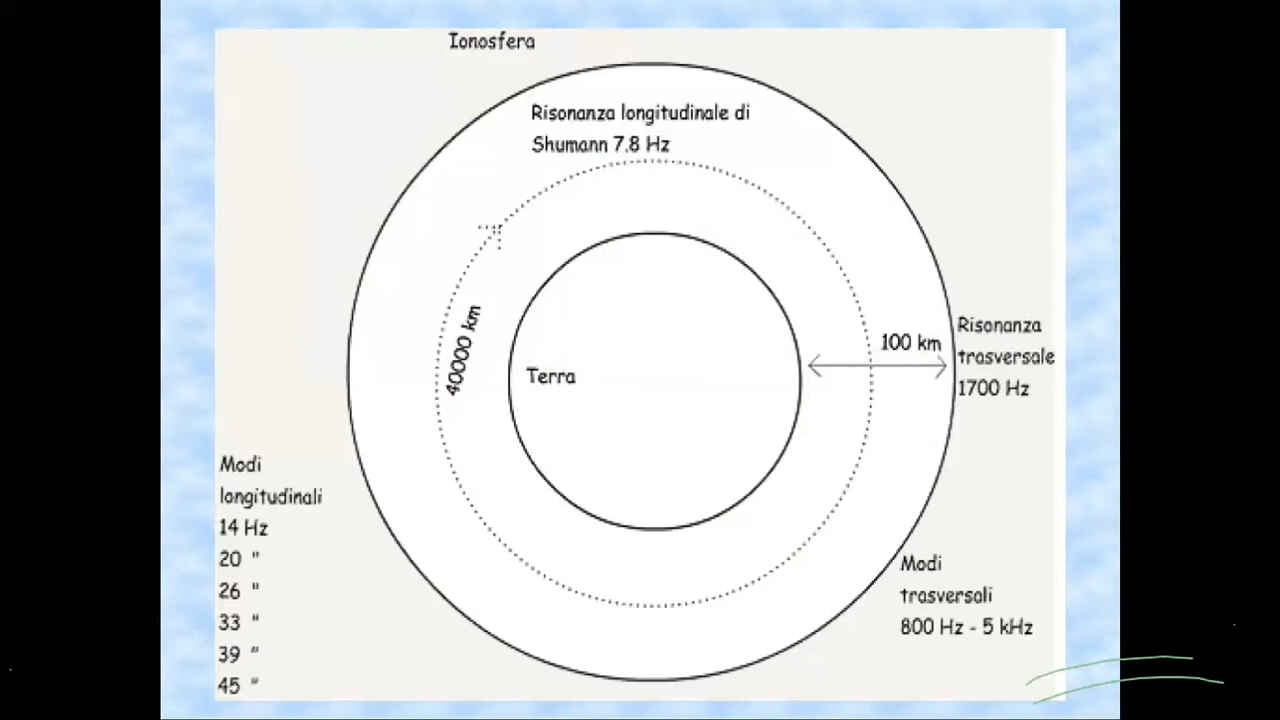 Ionosfera
Risonanza longitudinale di
Shumann 7.8 Hz
40000 km
Terra
100 km
Risonanza
trasversale
1700 Hz
Modi
longitudinali
14 Hz
20 "
26 "
33 "
39 "
45 "
Modi
trasversali
800 Hz - 5 kHz